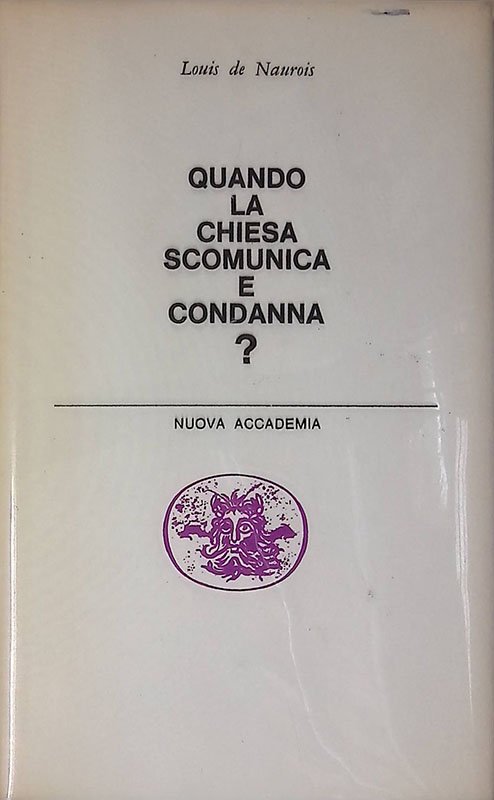 Louis de Naurois
QUANDO
LA
CHIESA
SCOMUNICA
E
CONDANNA
?
NUOVA ACCADEMIA